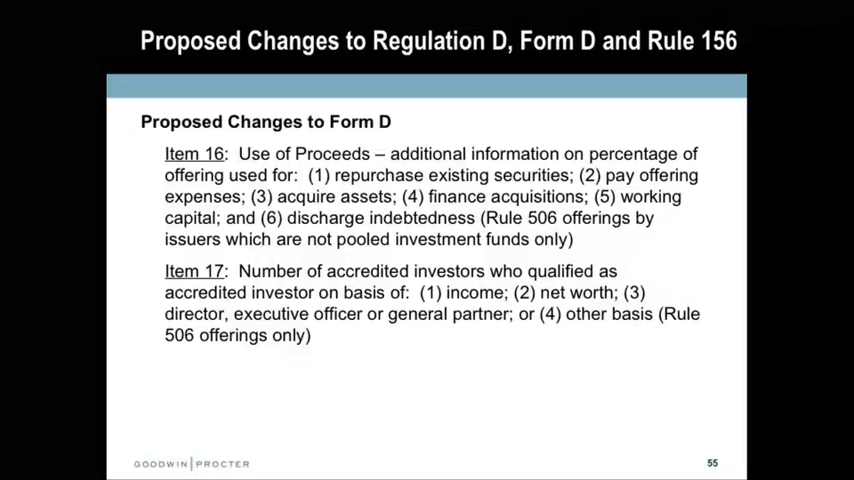 Proposed Changes to Regulation D, Form D and Rule 156
Proposed Changes to Form D
Item 16: Use of Proceeds – additional information on percentage of
offering used for: (1) repurchase existing securities; (2) pay offering
expenses; (3) acquire assets; (4) finance acquisitions; (5) working
capital; and (6) discharge indebtedness (Rule 506 offerings by
issuers which are not pooled investment funds only)
Item 17: Number of accredited investors who qualified as
accredited investor on basis of: (1) income; (2) net worth; (3)
director, executive officer or general partner; or (4) other basis (Rule
506 offerings only)
GOODWIN PROCTER
55